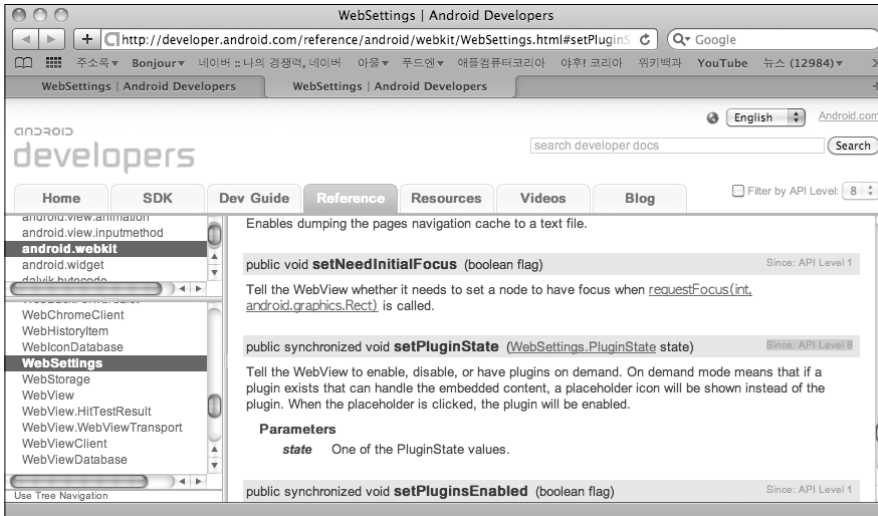 WebSettings | Android Developers
http://developer.android.com/reference/android/webkit/WebSettings.html#setPluginS
Google
주소록 Bonjour 네이버 :: 나의 경쟁력, 네이버 아울 푸드엔 애플컴퓨터코리아 야후! 코리아 위키백과 YouTube 뉴스 (12984)
WebSettings | Android Developers WebSettings | Android Developers
English Android.com
android
developers
search developer docs Search
Home SDK Dev Guide Reference Resources Videos Blog
Filter by API Level: 8
android.view.animation
android.view.inputmethod
android.webkit
android.widget
dalvik.bytecode
WebChromeClient
WebHistoryItem
WebIconDatabase
WebSettings
WebStorage
WebView
WebView.HitTestResult
WebView.WebViewTransport
WebViewClient
WebViewDatabase
Use Tree Navigation
Enables dumping the pages navigation cache to a text file.
public void setNeedInitialFocus (boolean flag) Since: API Level 1
Tell the WebView whether it needs to set a node to have focus when requestFocus(int,
android.graphics.Rect) is called.
public synchronized void setPluginState (WebSettings.PluginState state) Since: API Level 8
Tell the WebView to enable, disable, or have plugins on demand. On demand mode means that if a
plugin exists that can handle the embedded content, a placeholder icon will be shown instead of the
plugin. When the placeholder is clicked, the plugin will be enabled.
Parameters
state One of the PluginState values.
public synchronized void setPluginsEnabled (boolean flag) Since: API Level 1